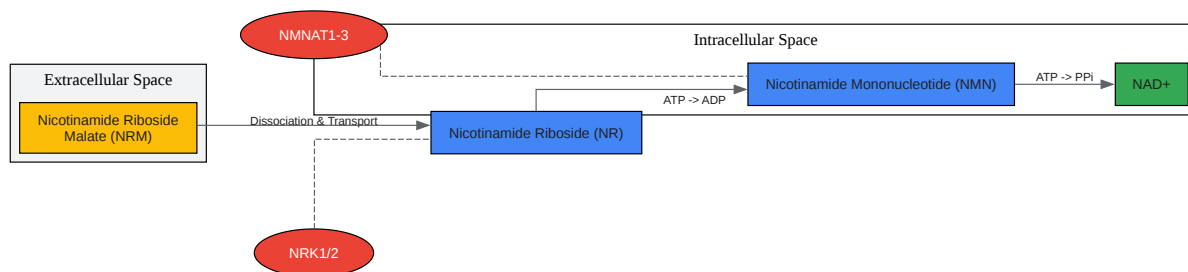 NMNAT1-3
Intracellular Space
Extracellular Space
Nicotinamide Riboside
Malate (NRM)
Dissociation & Transport
Nicotinamide Riboside (NR)
ATP -> ADP
Nicotinamide Mononucleotide (NMN)
ATP -> PPi
NAD+
NRK1/2